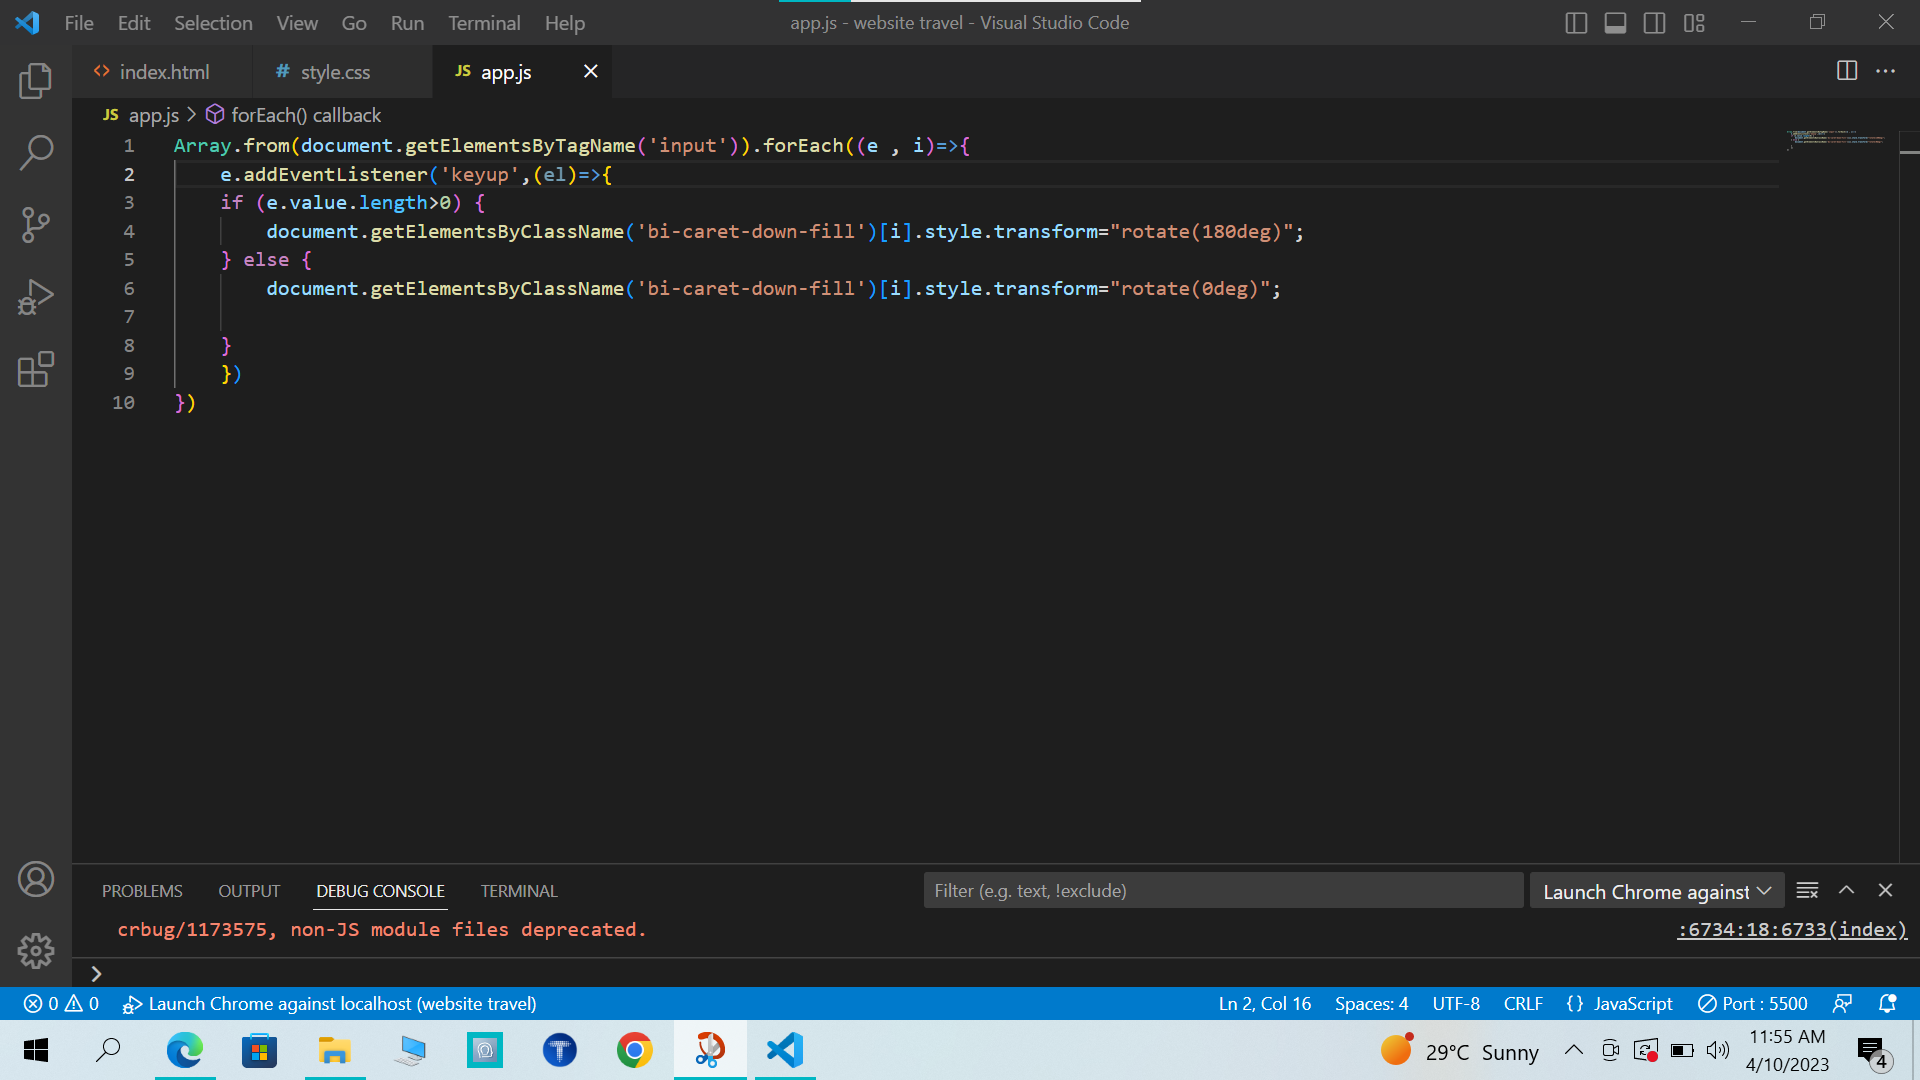 File Edit Selection View Go Run Terminal Help
app.js - website travel - Visual Studio Code
<> index.html
# style.css
JS app.js
JS app.js > forEach() callback
1 Array.from(document.getElementsByTagName('input')).forEach((e , i)=>{
2 e.addEventListener('keyup',(el)=>{
3 if (e.value.length>0) {
4 document.getElementsByClassName('bi-caret-down-fill')[i].style.transform="rotate(180deg)";
5 } else {
6 document.getElementsByClassName('bi-caret-down-fill')[i].style.transform="rotate(0deg)";
7
8 }
9 })
10 })
PROBLEMS OUTPUT DEBUG CONSOLE TERMINAL
Filter (e.g. text, !exclude)
Launch Chrome against
crbug/1173575, non-JS module files deprecated.
:6734:18:6733(index)
>
0 0 Launch Chrome against localhost (website travel)
Ln 2, Col 16 Spaces: 4 UTF-8 CRLF {} JavaScript Port : 5500
29°C Sunny
11:55 AM
4/10/2023
4